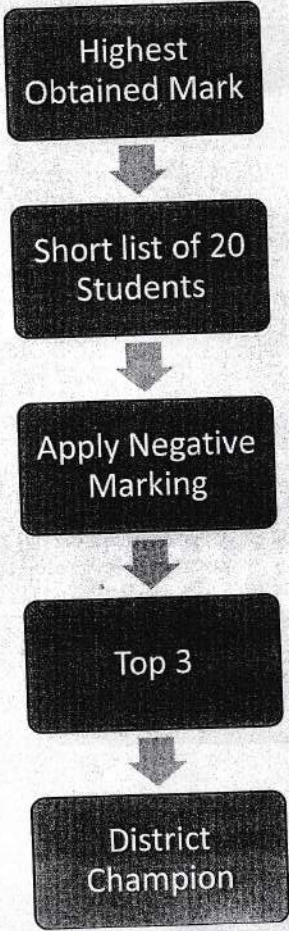 Highest
Obtained Mark
Short list of 20
Students
Apply Negative
Marking
Top 3
District
Champion